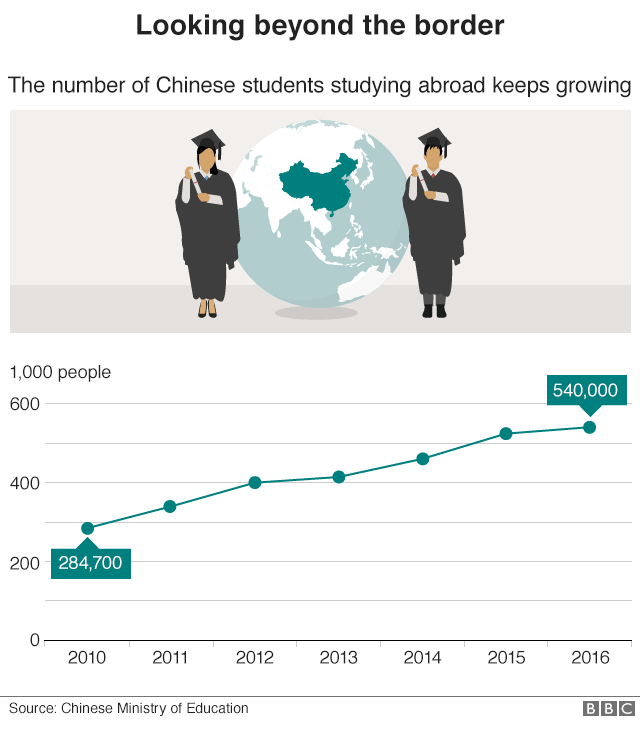 Looking beyond the border
The number of Chinese students studying abroad keeps growing
1,000 people
600
540,000
400
200
284,700
0
2010 2011 2012 2013 2014 2015 2016
Source: Chinese Ministry of Education
BBC